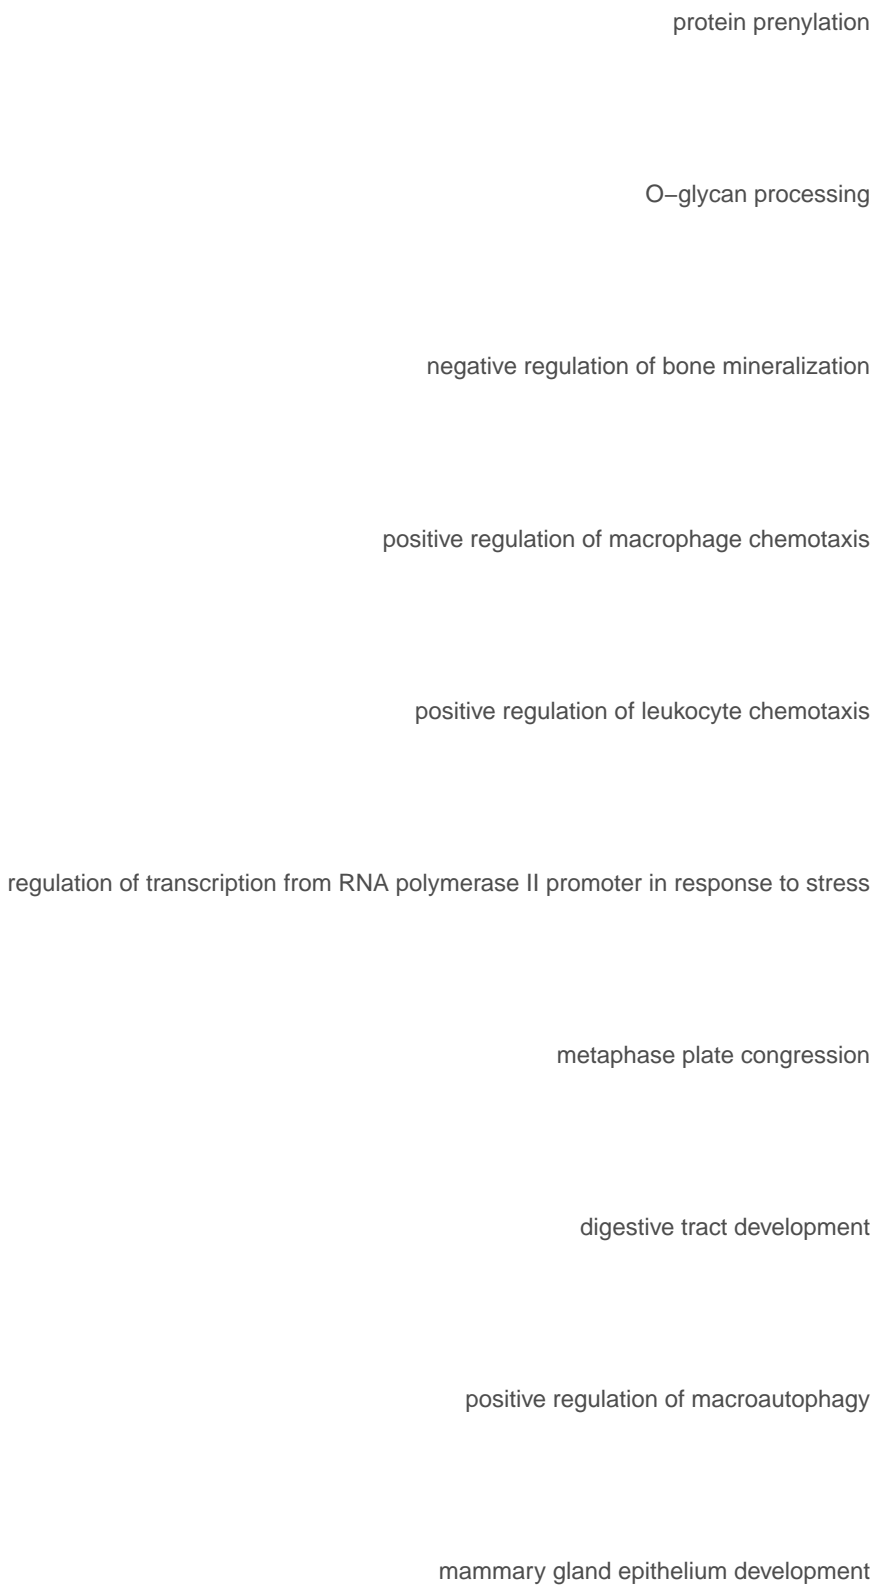 protein prenylation
O−glycan processing
negative regulation of bone mineralization
positive regulation of macrophage chemotaxis
positive regulation of leukocyte chemotaxis
regulation of transcription from RNA polymerase II promoter in response to stress
metaphase plate congression
digestive tract development
positive regulation of macroautophagy
mammary gland epithelium development